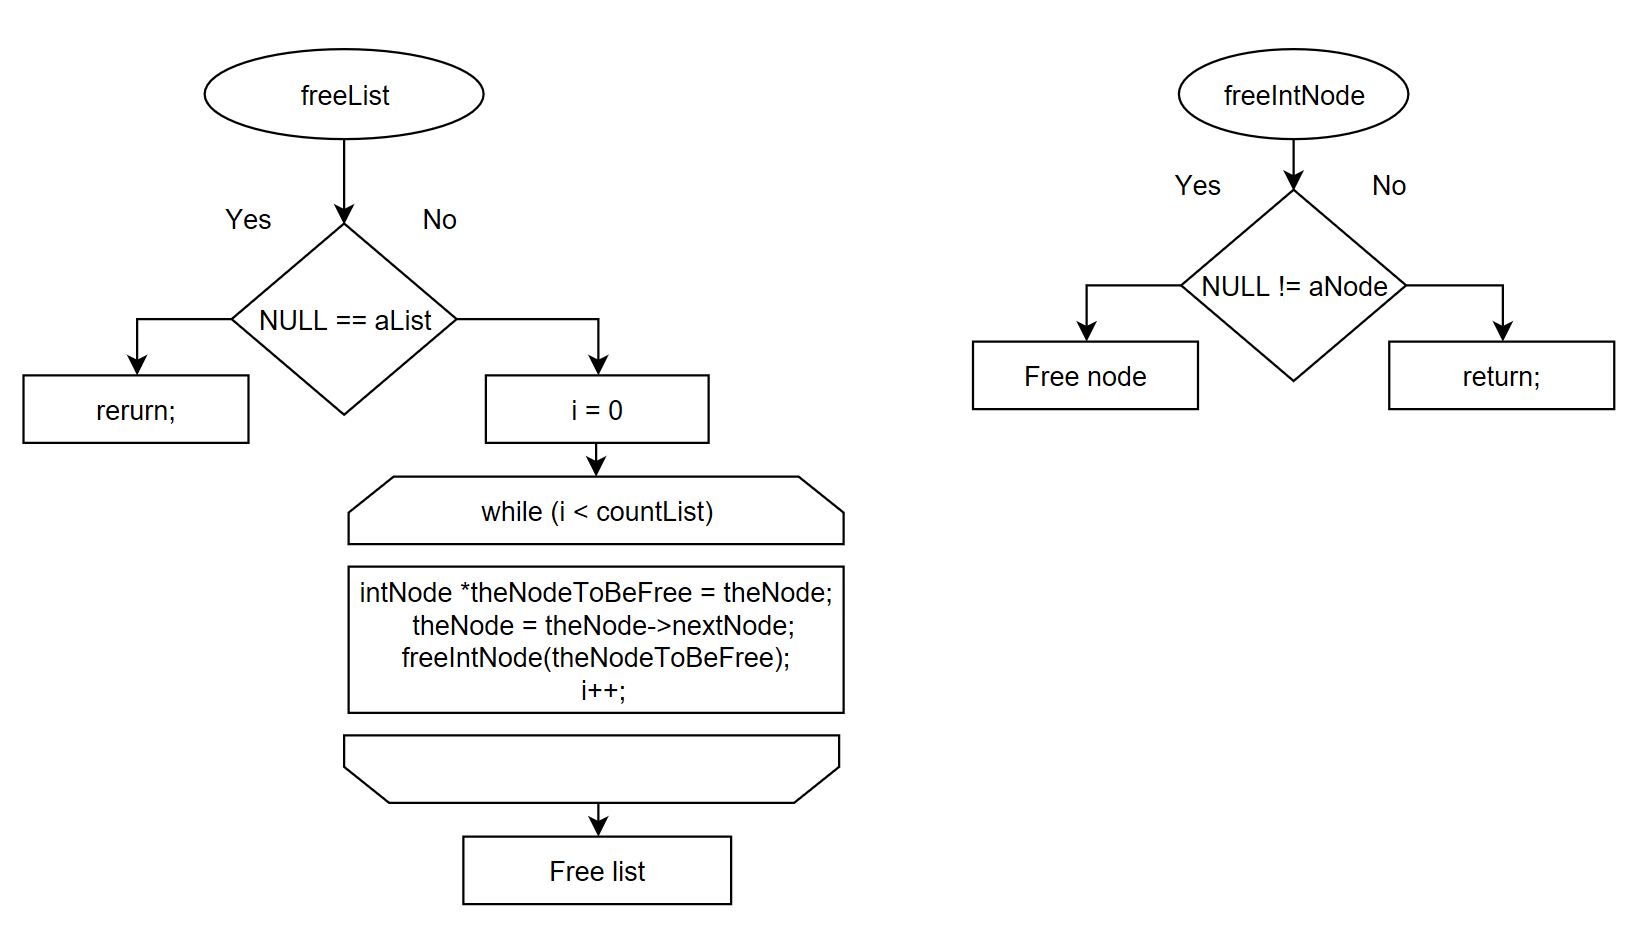 freeList
Yes
No
NULL == aList
rerurn;
i = 0
while (i < countList)
intNode *theNodeToBeFree = theNode;
theNode = theNode->nextNode;
freeIntNode(theNodeToBeFree);
i++;
Free list
freeIntNode
Yes
No
NULL != aNode
Free node
return;